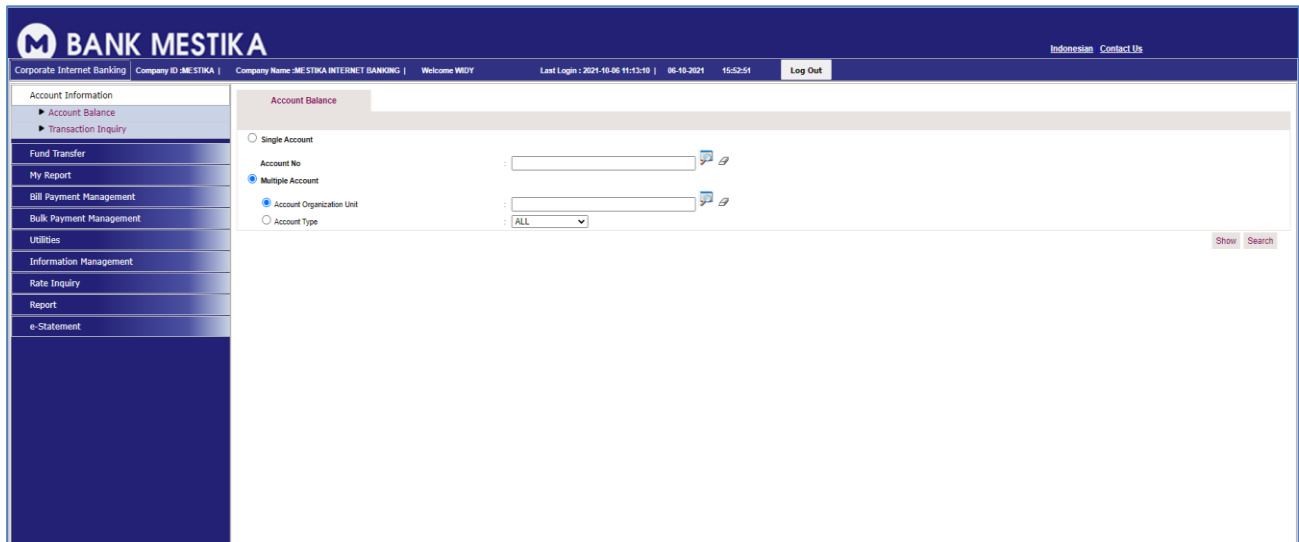 M BANK MESTIKA
Indonesian Contact Us
Corporate Internet Banking Company ID :MESTIKA | Company Name :MESTIKA INTERNET BANKING | Welcome WIDY Last Login : 2021-10-06 11:13:10 | 06-10-2021 15:52:51 Log Out
Account Information
Account Balance
Transaction Inquiry
Fund Transfer
My Report
Bill Payment Management
Bulk Payment Management
Utilities
Information Management
Rate Inquiry
Report
e-Statement
Account Balance
Single Account
Account No :
Multiple Account
Account Organization Unit :
Account Type : ALL
Show Search